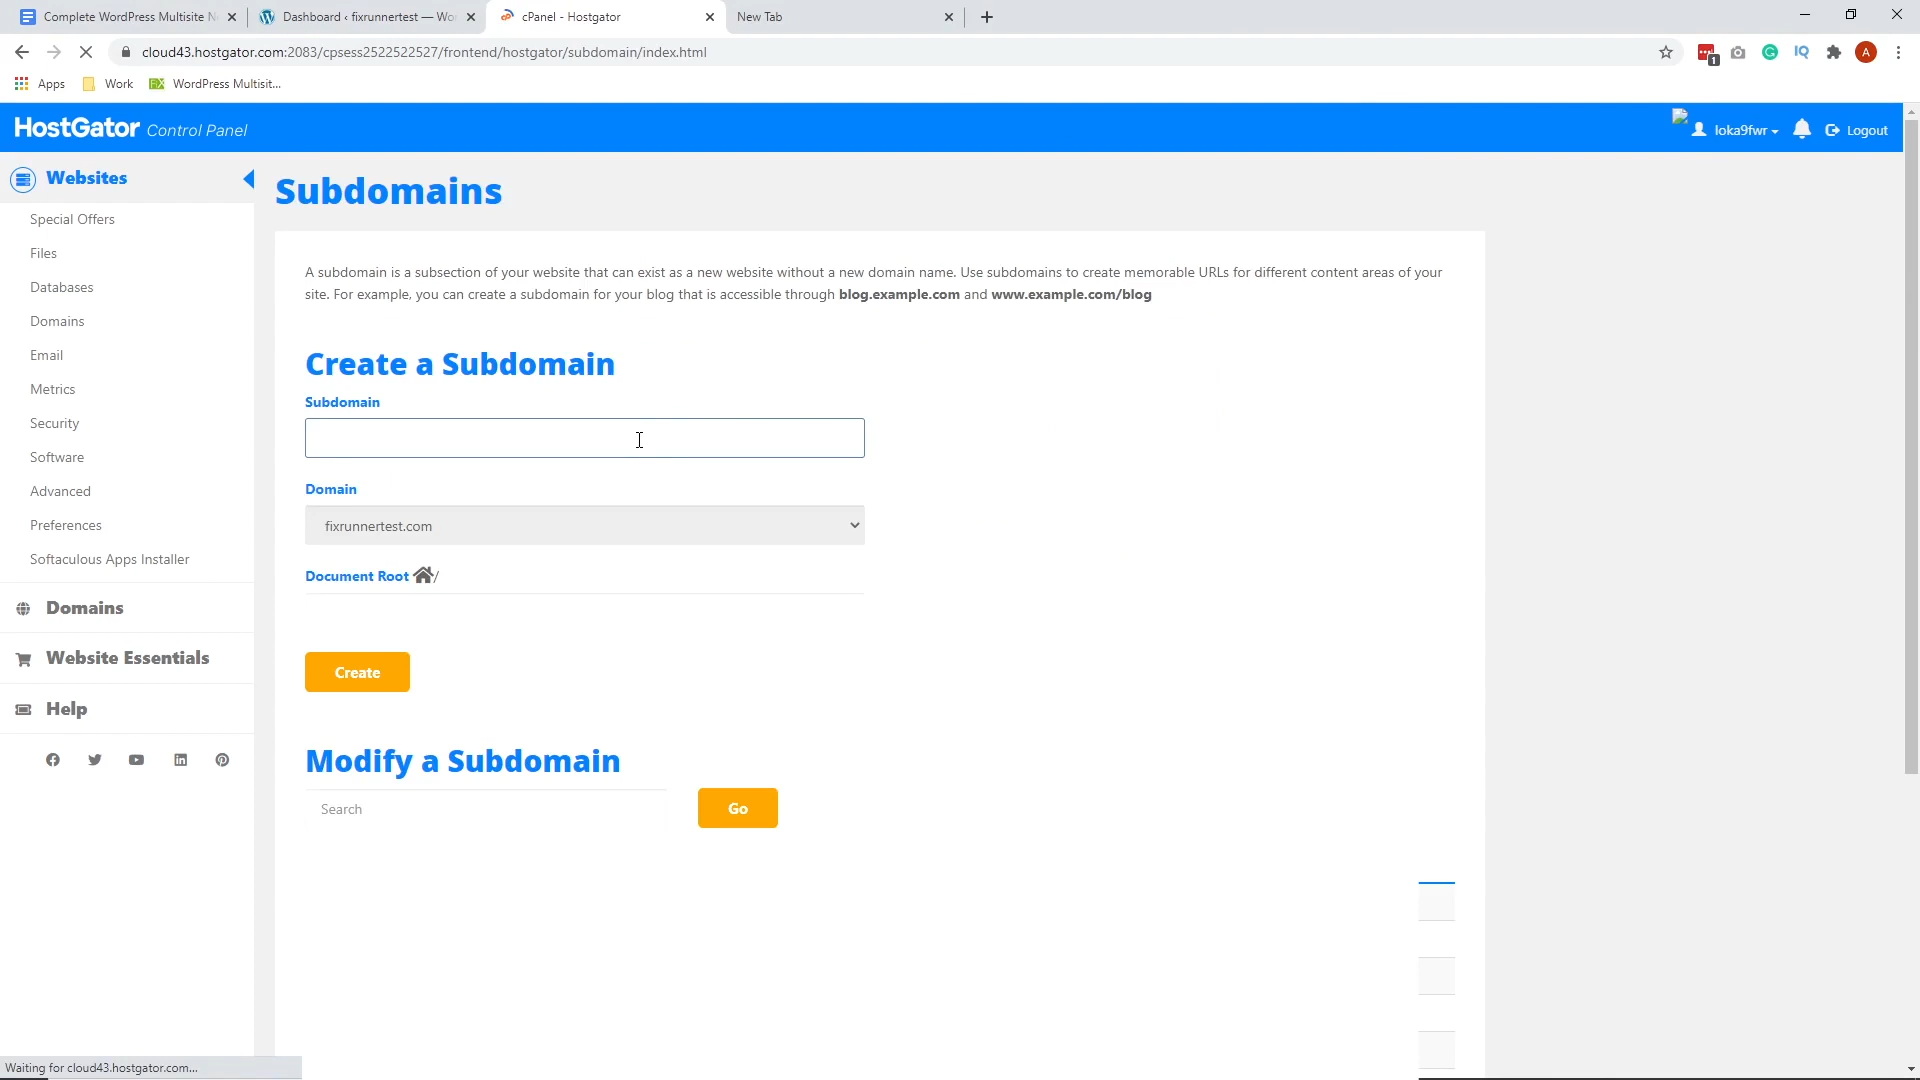 Complete WordPress Multisite N
Dashboard ‹ fixrunnertest — Wor
cPanel - Hostgator
New Tab
cloud43.hostgator.com:2083/cpsess2522522527/frontend/hostgator/subdomain/index.html
1
A
Apps
Work
WordPress Multisit...
HostGator Control Panel
loka9fwr
Logout
Websites
Special Offers
Files
Databases
Domains
Email
Metrics
Security
Software
Advanced
Preferences
Softaculous Apps Installer
Domains
Website Essentials
Help
Subdomains
A subdomain is a subsection of your website that can exist as a new website without a new domain name. Use subdomains to create memorable URLs for different content areas of your
site. For example, you can create a subdomain for your blog that is accessible through blog.example.com and www.example.com/blog
Create a Subdomain
Subdomain
Domain
fixrunnertest.com
Document Root /
Create
Modify a Subdomain
Search
Go
Waiting for cloud43.hostgator.com...